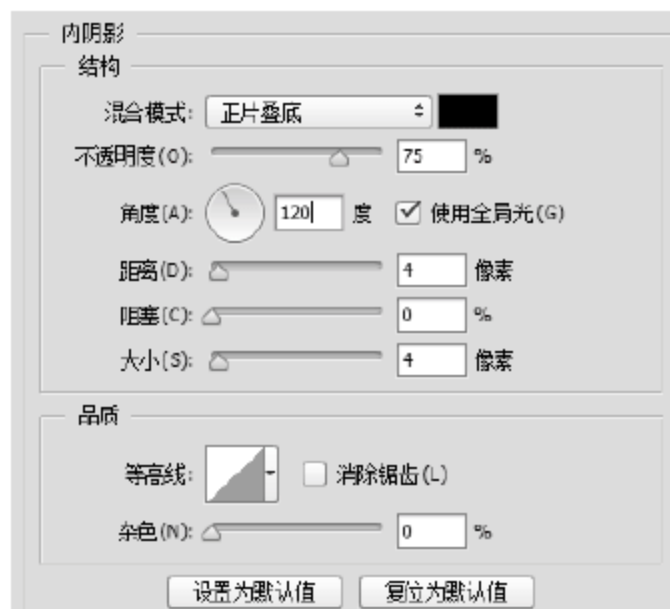 内阴影
结构
混合模式: 正片叠底
不透明度(O): 75 %
角度(A): 120 度 使用全局光(G)
距离(D): 4 像素
阻塞(C): 0 %
大小(S): 4 像素
品质
等高线: 消除锯齿(L)
杂色(N): 0 %
设置为默认值 复位为默认值